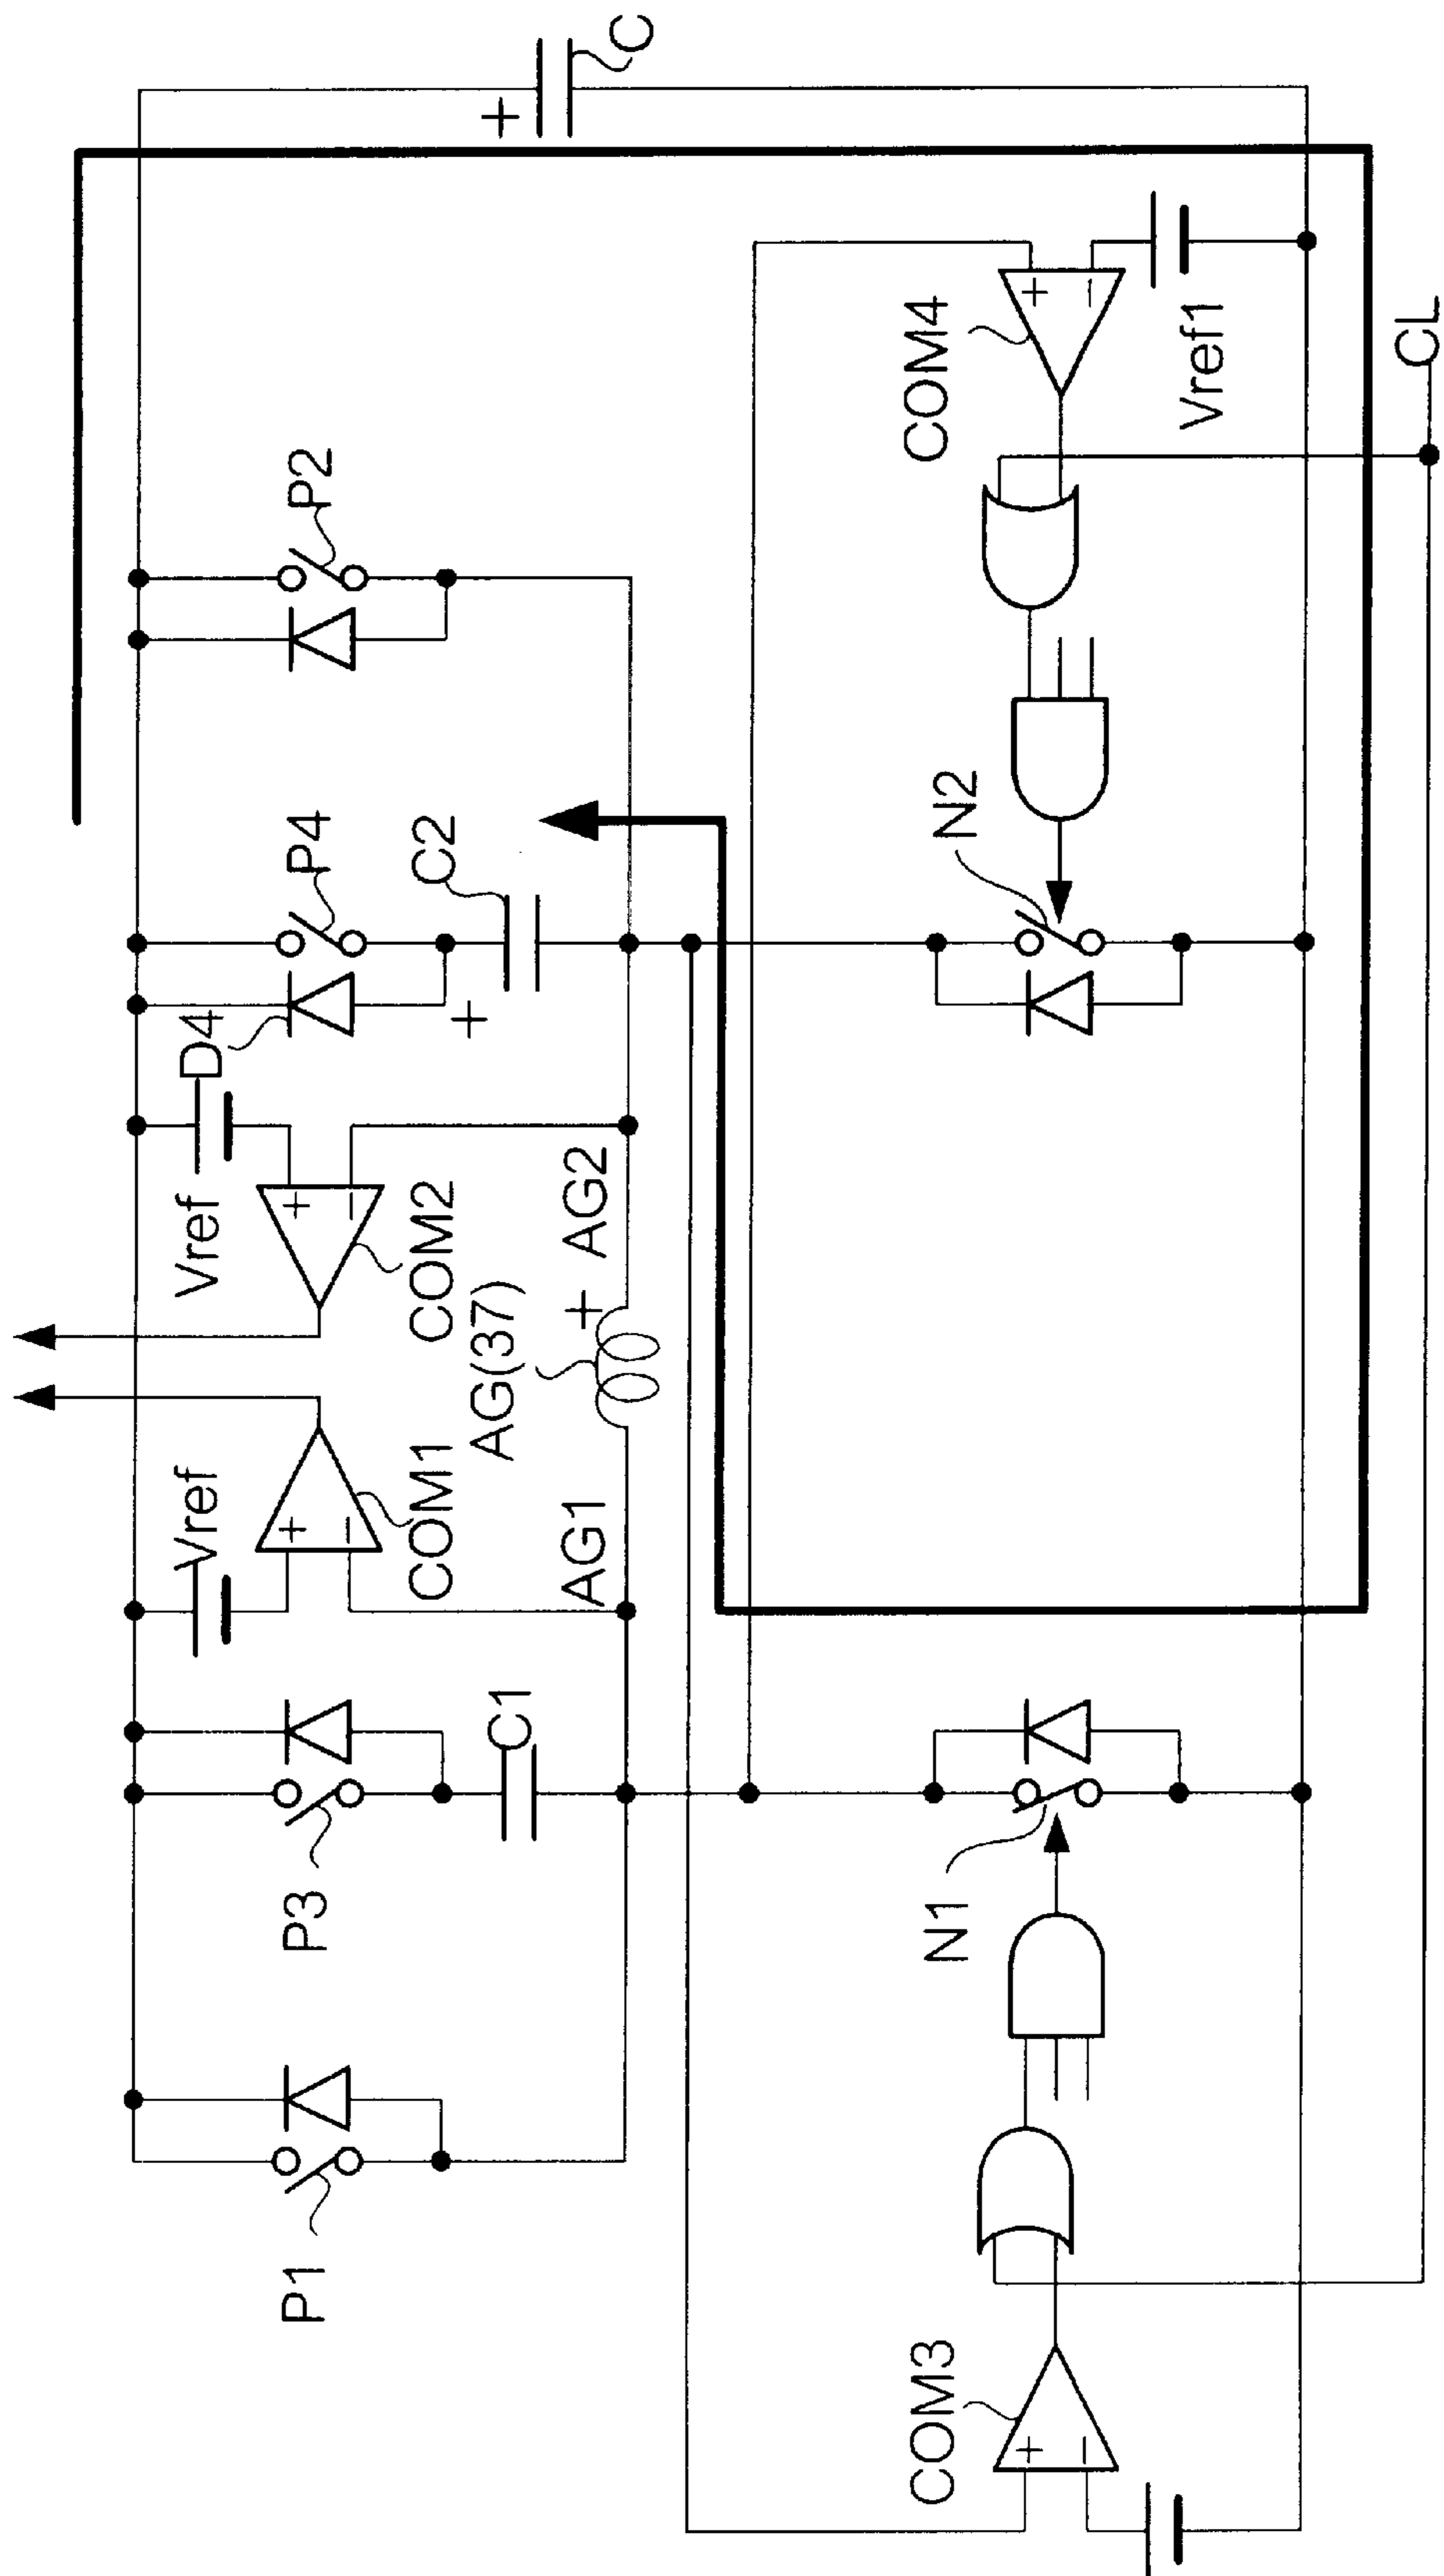 P1
P3
C1
Vref
COM1
AG1
AG(37)
+
AG2
COM2
Vref
D4
+
C2
P4
P2
+
C
+
−
+
−
COM3
+
−
N1
N2
COM4
+
−
Vref1
CL